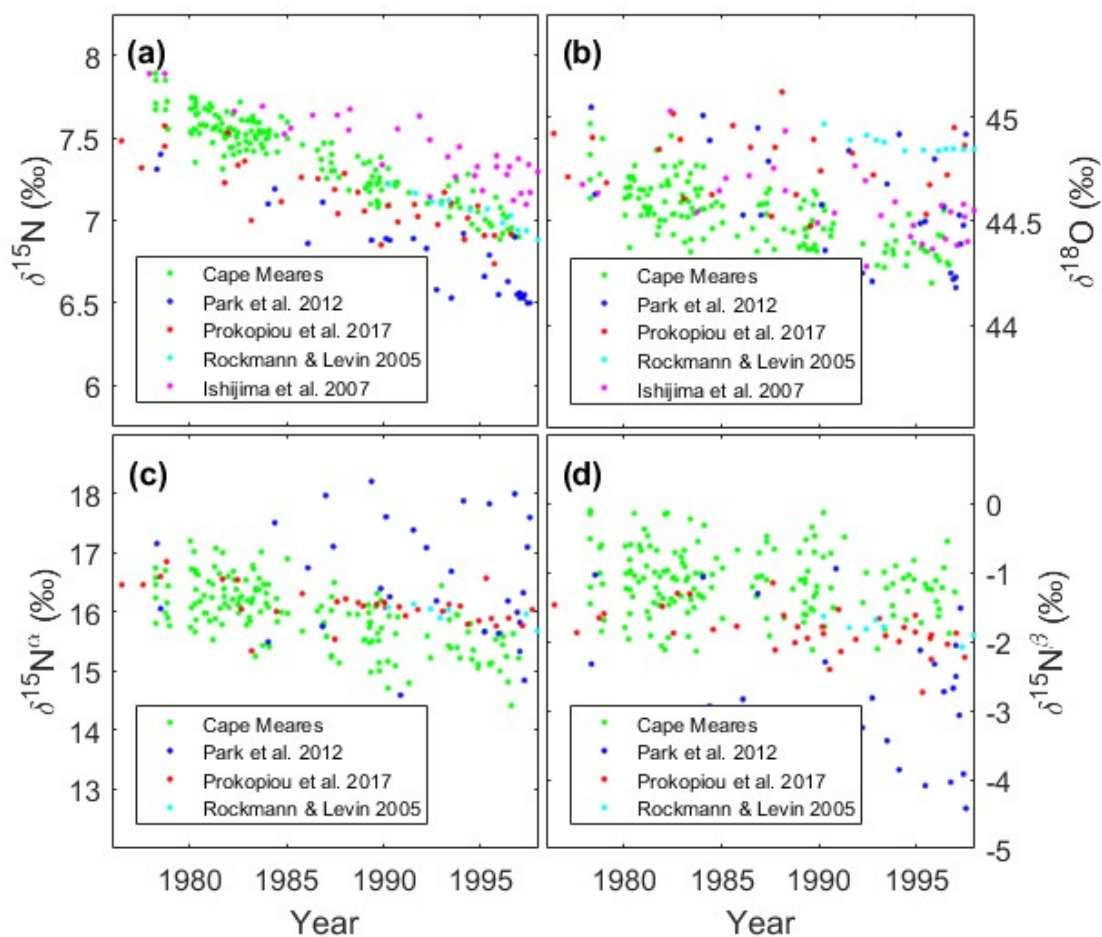 (a)
8
7.5
7
6.5
6
δ15N (‰)
Cape Meares
Park et al. 2012
Prokopiou et al. 2017
Rockmann & Levin 2005
Ishijima et al. 2007
(b)
45
44.5
44
δ18O (‰)
Cape Meares
Park et al. 2012
Prokopiou et al. 2017
Rockmann & Levin 2005
Ishijima et al. 2007
(c)
18
17
16
15
14
13
δ15Nα (‰)
Cape Meares
Park et al. 2012
Prokopiou et al. 2017
Rockmann & Levin 2005
1980 1985 1990 1995
Year
(d)
0
-1
-2
-3
-4
-5
δ15Nβ (‰)
Cape Meares
Park et al. 2012
Prokopiou et al. 2017
Rockmann & Levin 2005
1980 1985 1990 1995
Year